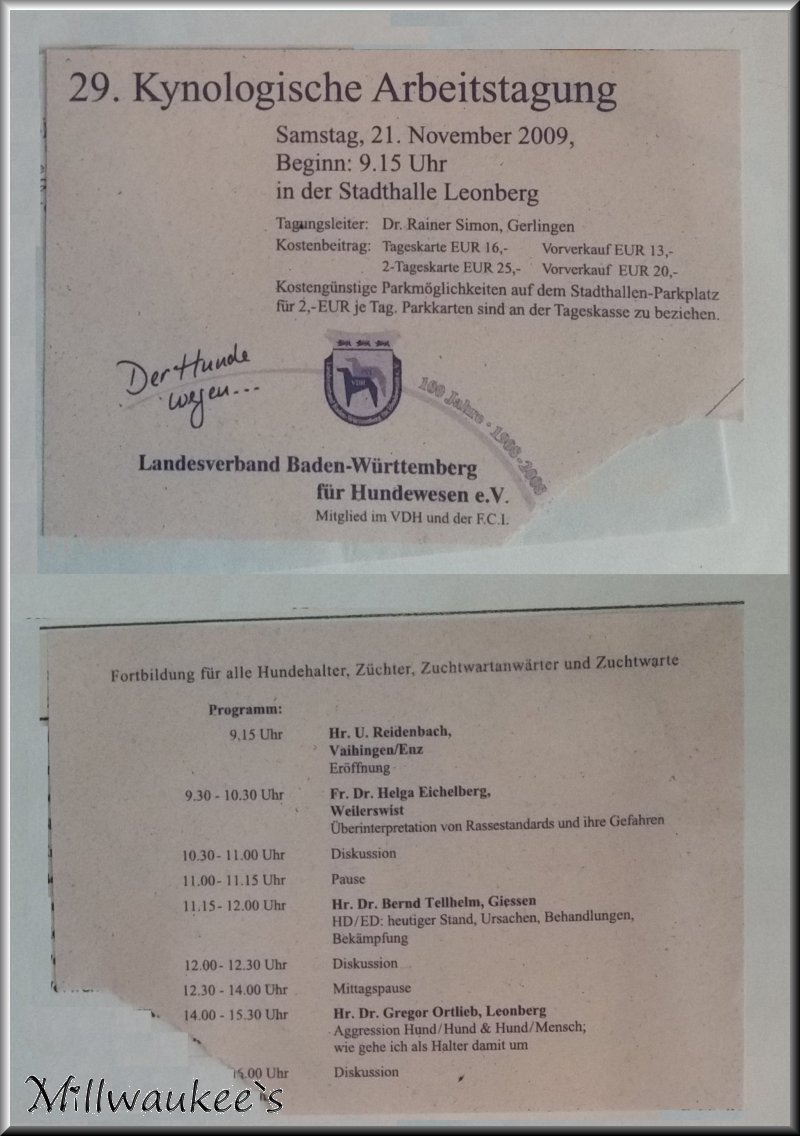 29. Kynologische Arbeitstagung
Samstag, 21. November 2009,
Beginn: 9.15 Uhr
in der Stadthalle Leonberg
Tagungsleiter: Dr. Rainer Simon, Gerlingen
Kostenbeitrag: Tageskarte EUR 16,- Vorverkauf EUR 13,-
2-Tageskarte EUR 25,- Vorverkauf EUR 20,-
Kostengünstige Parkmöglichkeiten auf dem Stadthallen-Parkplatz
für 2,-EUR je Tag. Parkkarten sind an der Tageskasse zu beziehen.
Der Hunde
wegen...
VDH
100 Jahre · 1908-2008
Landesverband Baden-Württemberg
für Hundewesen e.V.
Mitglied im VDH und der F.C.I.
Fortbildung für alle Hundehalter, Züchter, Zuchtwartanwärter und Zuchtwarte
Programm:
9.15 Uhr Hr. U. Reidenbach,
Vaihingen/Enz
Eröffnung
9.30 - 10.30 Uhr Fr. Dr. Helga Eichelberg,
Weilerswist
Überinterpretation von Rassestandards und ihre Gefahren
10.30 - 11.00 Uhr Diskussion
11.00 - 11.15 Uhr Pause
11.15 - 12.00 Uhr Hr. Dr. Bernd Tellhelm, Giessen
HD/ED: heutiger Stand, Ursachen, Behandlungen,
Bekämpfung
12.00 - 12.30 Uhr Diskussion
12.30 - 14.00 Uhr Mittagspause
14.00 - 15.30 Uhr Hr. Dr. Gregor Ortlieb, Leonberg
Aggression Hund/Hund & Hund/Mensch;
wie gehe ich als Halter damit um
16.00 Uhr Diskussion
Millwaukee`s